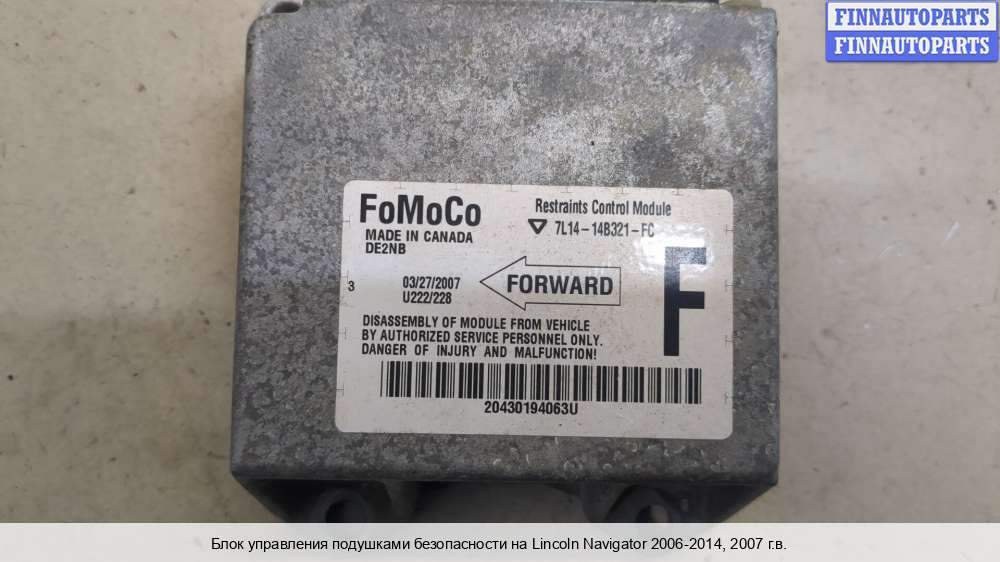 FINNAUTOPARTS
FINNAUTOPARTS
FoMoCo
MADE IN CANADA
DE2NB
Restraints Control Module
7L14-14B321-FC
3
03/27/2007
U222/228
FORWARD
F
DISASSEMBLY OF MODULE FROM VEHICLE
BY AUTHORIZED SERVICE PERSONNEL ONLY.
DANGER OF INJURY AND MALFUNCTION!
20430194063U
Блок управления подушками безопасности на Lincoln Navigator 2006-2014, 2007 г.в.